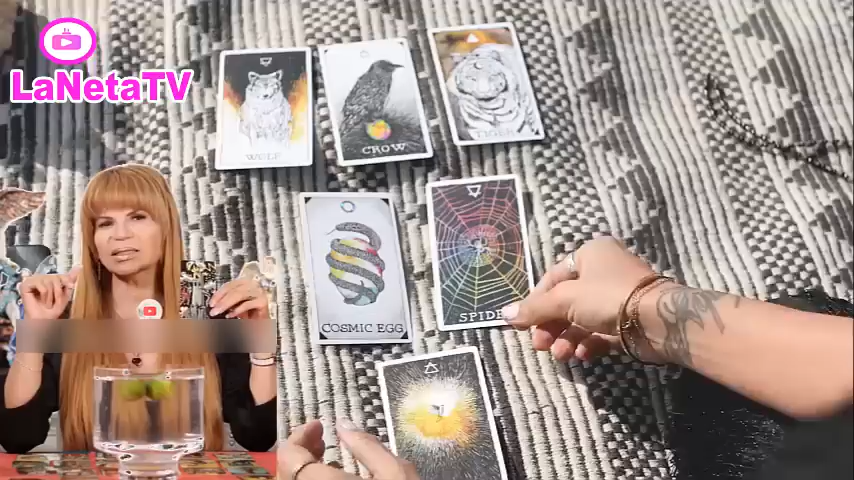 LaNetaTV
WOLF
CROW
TIGER
COSMIC EGG
SPIDER